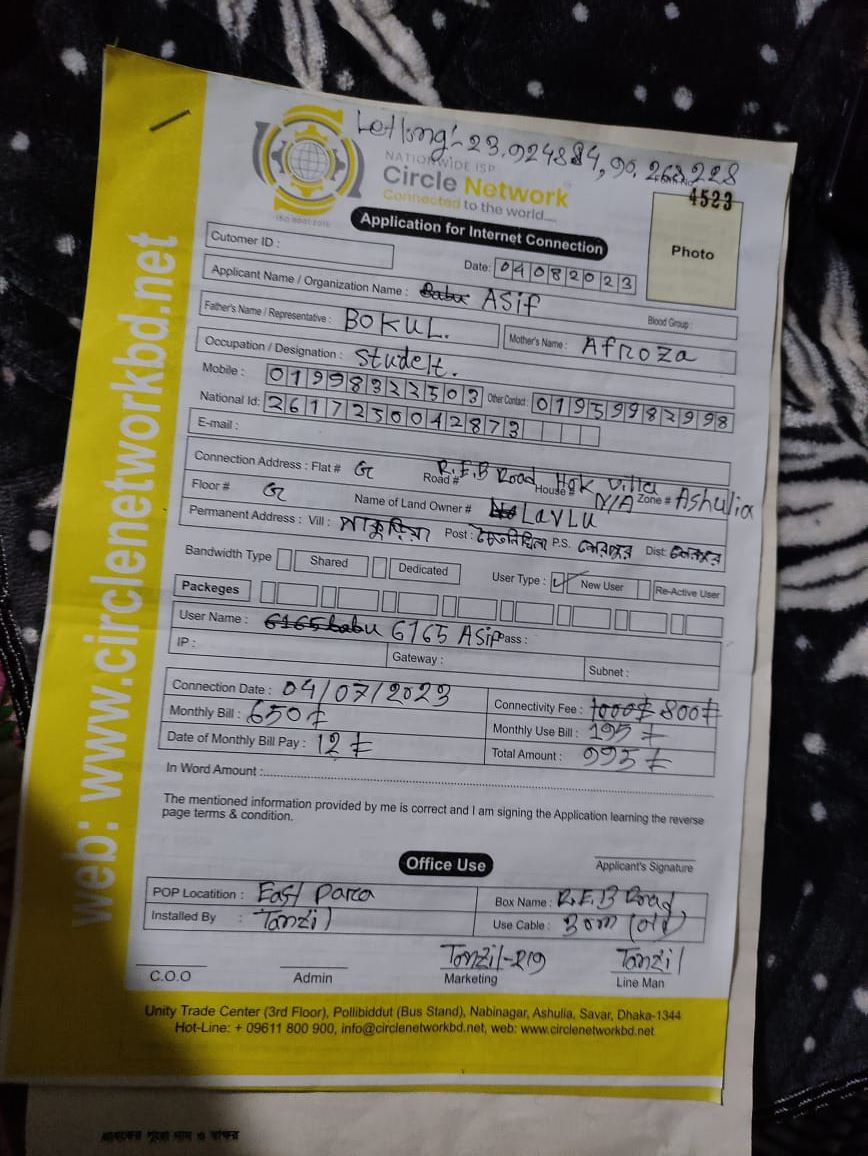 Let long:- 23.924884, 90.263228
NATIONWIDE ISP
Circle Network
Connected to the world....
ISO 9001:2015
4523
Photo
Application for Internet Connection
Cutomer ID :
Date: 04082023
Applicant Name / Organization Name : Babu ASif
Blood Group :
Father's Name / Representative : BOKUL.
Mother's Name : Afroza
Occupation / Designation : Studelt.
Mobile : 01998322303 Other Contact : 01959982998
National Id: 2617250042873
E-mail :
Connection Address : Flat # G Road # R.E.B Road House # Hok Villa N/A Zone # Ashulia
Floor # G Name of Land Owner # LavLu
Permanent Address : Vill : Post : P.S. Dist:
Bandwidth Type Shared Dedicated User Type : New User Re-Active User
Packeges
User Name : 6165babu 6165 Asif Pass :
IP : Gateway : Subnet :
Connection Date : 04/07/2023 Connectivity Fee : 1000 800
Monthly Bill : 650 Monthly Use Bill : 195
Date of Monthly Bill Pay : 12 Total Amount : 995
In Word Amount :
The mentioned information provided by me is correct and I am signing the Application learning the reverse
page terms & condition.
Office Use
Applicant's Signature
POP Locatition : East Parca Box Name : R.E.B Road
Installed By : Tanzil Use Cable : 30m (old)
Tanzil-219 Tanzil
C.O.O Admin Marketing Line Man
Unity Trade Center (3rd Floor), Pollibiddut (Bus Stand), Nabinagar, Ashulia, Savar, Dhaka-1344
Hot-Line: + 09611 800 900, info@circlenetworkbd.net, web: www.circlenetworkbd.net
web: www.circlenetworkbd.net
গ্রাহকের পুরো নাম ও স্বাক্ষর